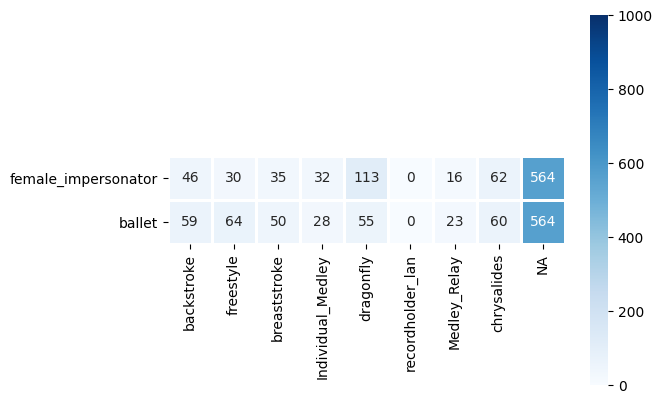 1000
800
600
400
200
0
female_impersonator 46 30 35 32 113 0 16 62 564
ballet 59 64 50 28 55 0 23 60 564
backstroke
freestyle
breaststroke
Individual_Medley
dragonfly
recordholder_Ian
Medley_Relay
chrysalides
NA